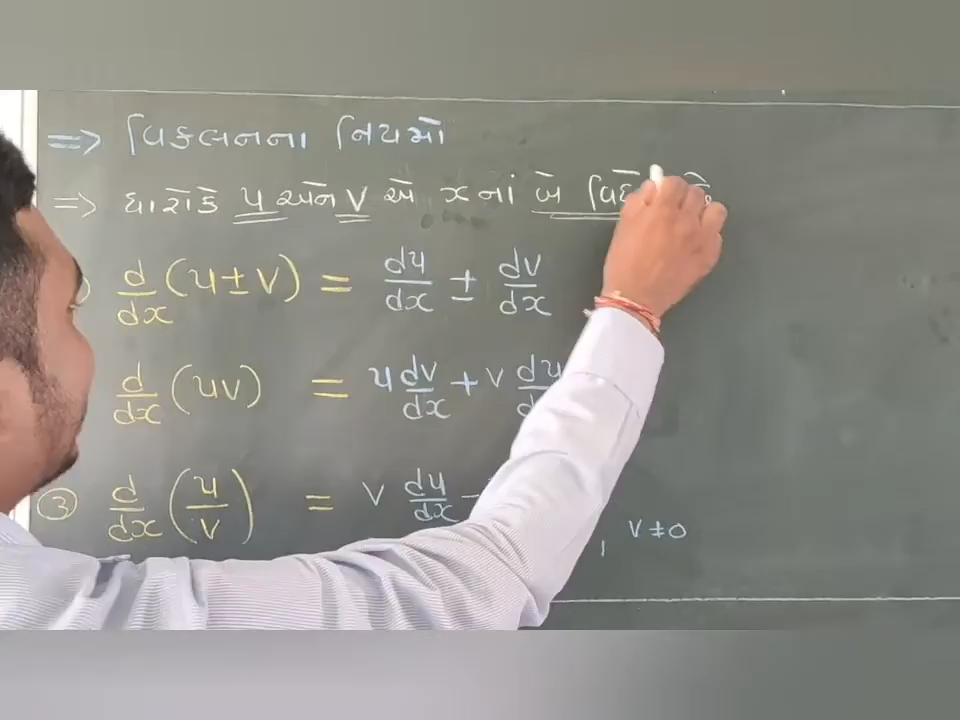 => વિકલનના નિયમો
=> ધારોકે u અને v એ x નાં બે
) d/dx (u ± v) = du/dx ± dv/dx
d/dx (uv) = u dv/dx + v du
③ d/dx (u/v) = v du/dx -
, v ≠ 0